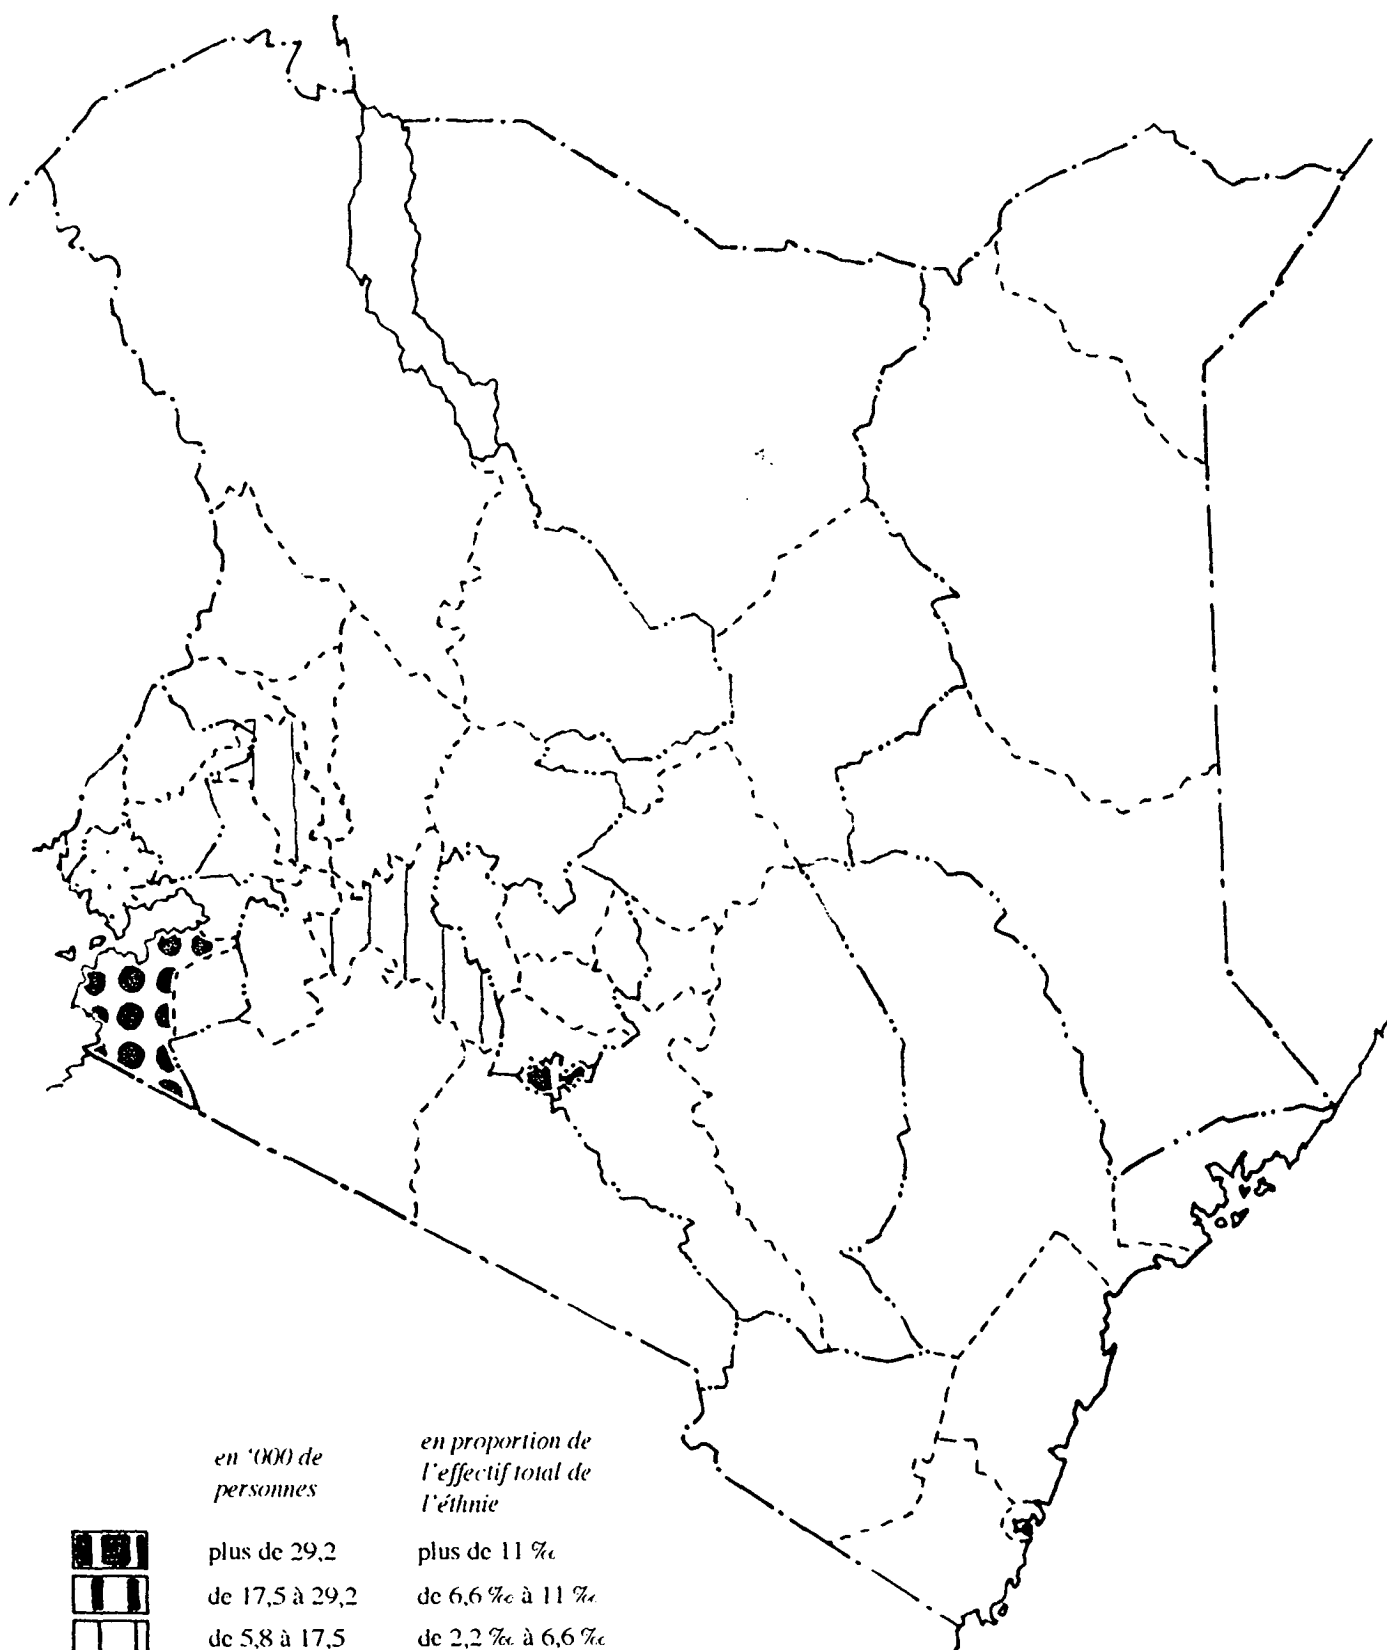 en '000 de
personnes
en proportion de
l'effectif total de
l'éthnie
plus de 29,2 plus de 11 ‰
de 17,5 à 29,2 de 6,6 ‰ à 11 ‰
de 5,8 à 17,5 de 2,2 ‰ à 6,6 ‰